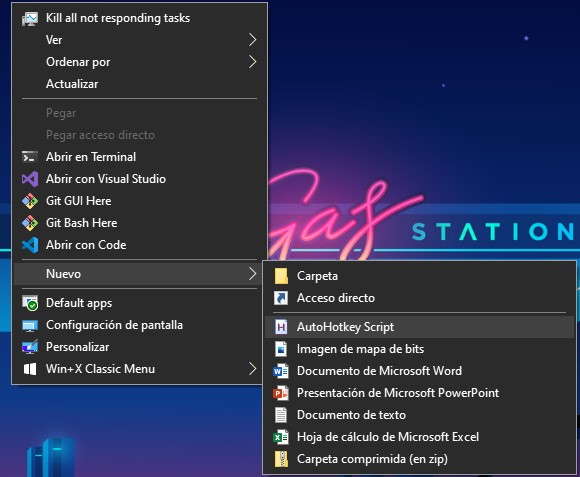 Kill all not responding tasks
Ver
Ordenar por
Actualizar
Pegar
Pegar acceso directo
Abrir en Terminal
Abrir con Visual Studio
Git GUI Here
Git Bash Here
Abrir con Code
Nuevo
Default apps
Configuración de pantalla
Personalizar
Win+X Classic Menu
Gas
STATION
Carpeta
Acceso directo
AutoHotkey Script
Imagen de mapa de bits
Documento de Microsoft Word
Presentación de Microsoft PowerPoint
Documento de texto
Hoja de cálculo de Microsoft Excel
Carpeta comprimida (en zip)